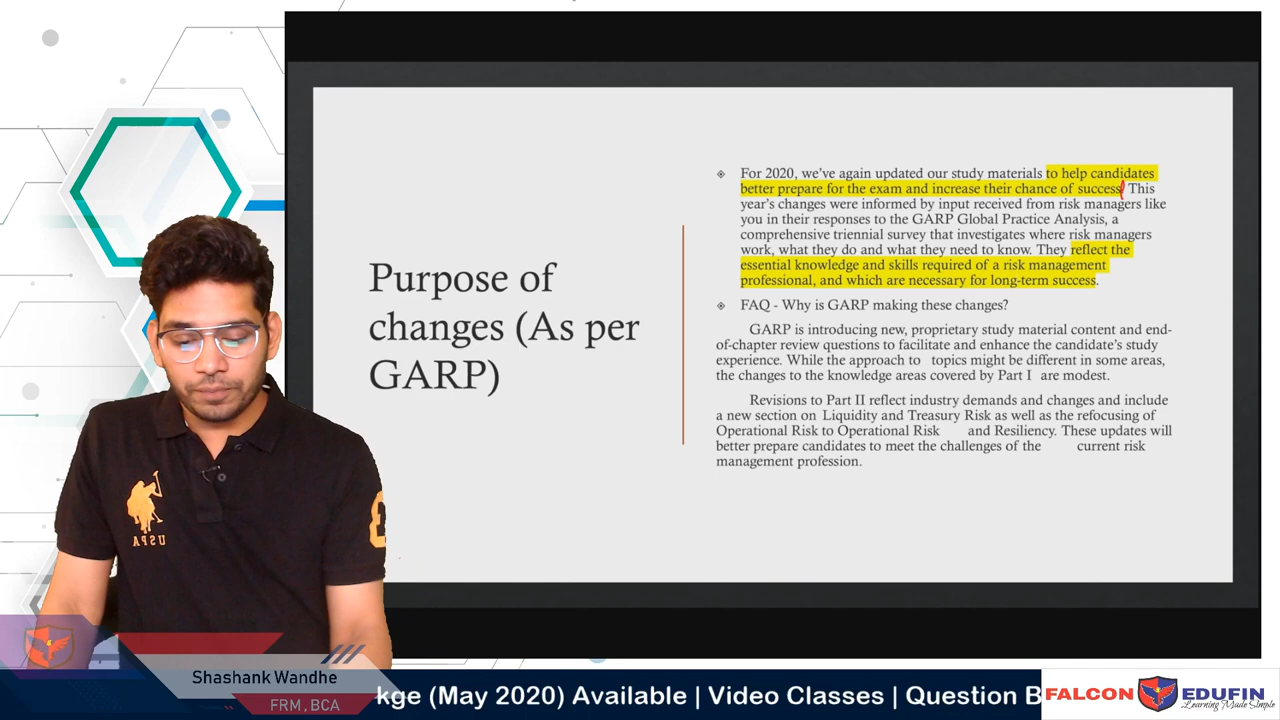 Purpose of
changes (As per
GARP)
For 2020, we’ve again updated our study materials to help candidates
better prepare for the exam and increase their chance of success. This
year’s changes were informed by input received from risk managers like
you in their responses to the GARP Global Practice Analysis, a
comprehensive triennial survey that investigates where risk managers
work, what they do and what they need to know. They reflect the
essential knowledge and skills required of a risk management
professional, and which are necessary for long-term success.
FAQ - Why is GARP making these changes?
GARP is introducing new, proprietary study material content and end-
of-chapter review questions to facilitate and enhance the candidate’s study
experience. While the approach to topics might be different in some areas,
the changes to the knowledge areas covered by Part I are modest.
Revisions to Part II reflect industry demands and changes and include
a new section on Liquidity and Treasury Risk as well as the refocusing of
Operational Risk to Operational Risk and Resiliency. These updates will
better prepare candidates to meet the challenges of the current risk
management profession.
USPA
3
Shashank Wandhe
FRM, BCA
kge (May 2020) Available | Video Classes | Question B
FALCON EDUFIN
Learning Made Simple